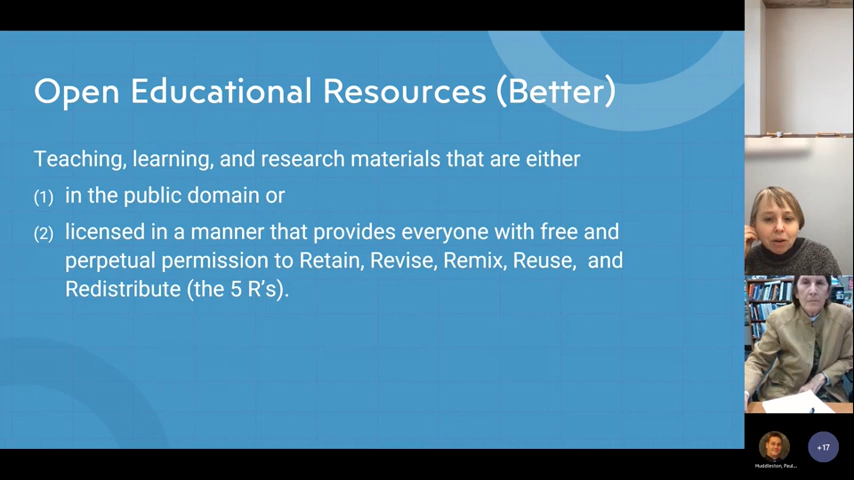 Open Educational Resources (Better)
Teaching, learning, and research materials that are either
(1) in the public domain or
(2) licensed in a manner that provides everyone with free and
perpetual permission to Retain, Revise, Remix, Reuse, and
Redistribute (the 5 R's).
Huddleston, Paul...
+17